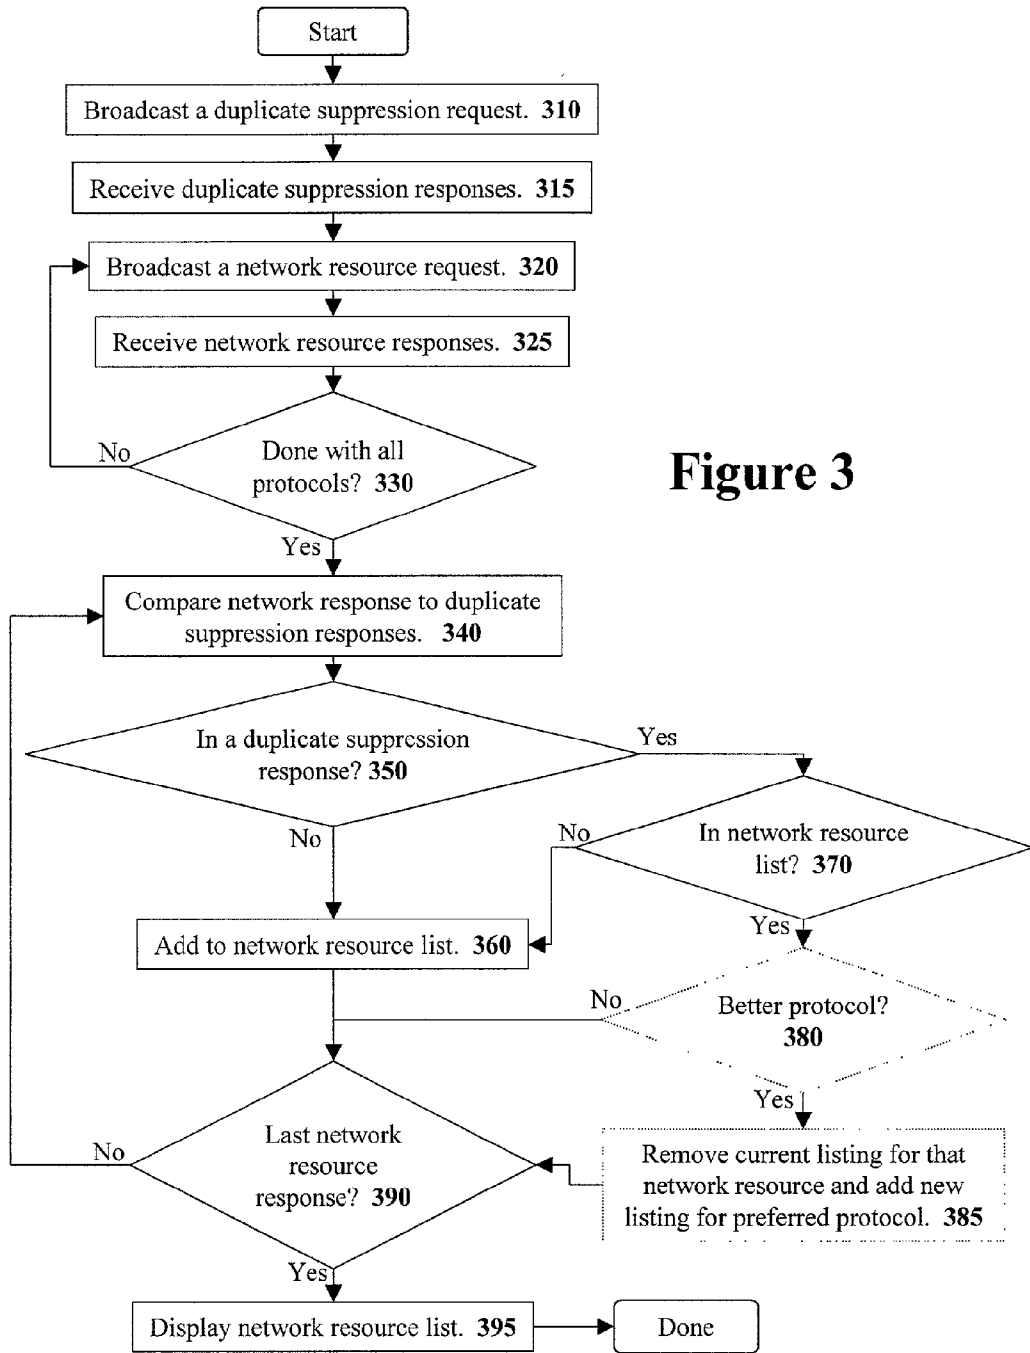 Start
Broadcast a duplicate suppression request. 310
Receive duplicate suppression responses. 315
Broadcast a network resource request. 320
Receive network resource responses. 325
No
Done with all
protocols? 330
Figure 3
Yes
Compare network response to duplicate
suppression responses. 340
In a duplicate suppression
response? 350
Yes
No
No
In network resource
list? 370
Yes
Add to network resource list. 360
No
Better protocol?
380
Yes
No
Last network
resource
response? 390
Remove current listing for that
network resource and add new
listing for preferred protocol. 385
Yes
Display network resource list. 395
Done